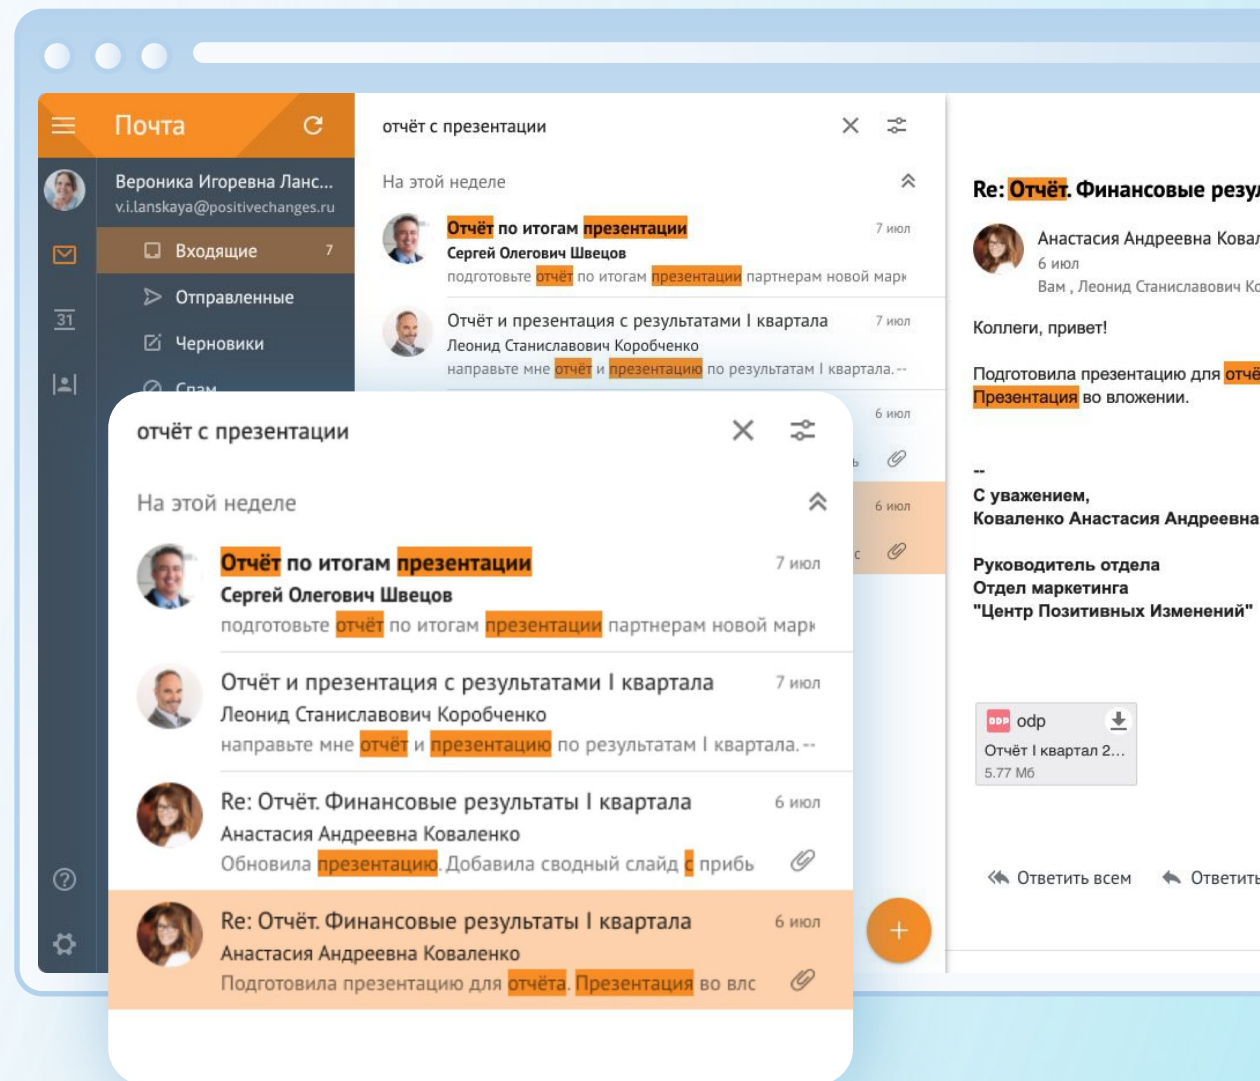 Почта
Вероника Игоревна Ланс...
v.i.lanskaya@positivechanges.ru
Входящие 7
Отправленные
Черновики
Спам
31
отчёт с презентации
На этой неделе
Отчёт по итогам презентации 7 июл
Сергей Олегович Швецов
подготовьте отчёт по итогам презентации партнерам новой марк
Отчёт и презентация с результатами I квартала 7 июл
Леонид Станиславович Коробченко
направьте мне отчёт и презентацию по результатам I квартала. --
6 июл
ь
6 июл
с
отчёт с презентации
На этой неделе
Отчёт по итогам презентации 7 июл
Сергей Олегович Швецов
подготовьте отчёт по итогам презентации партнерам новой марк
Отчёт и презентация с результатами I квартала 7 июл
Леонид Станиславович Коробченко
направьте мне отчёт и презентацию по результатам I квартала. --
Re: Отчёт. Финансовые результаты I квартала 6 июл
Анастасия Андреевна Коваленко
Обновила презентацию. Добавила сводный слайд с прибь
Re: Отчёт. Финансовые результаты I квартала 6 июл
Анастасия Андреевна Коваленко
Подготовила презентацию для отчёта. Презентация во влс
Re: Отчёт. Финансовые резул
Анастасия Андреевна Ковал
6 июл
Вам , Леонид Станиславович Ко
Коллеги, привет!
Подготовила презентацию для отчё
Презентация во вложении.
--
С уважением,
Коваленко Анастасия Андреевна
Руководитель отдела
Отдел маркетинга
"Центр Позитивных Изменений"
ODP odp
Отчёт I квартал 2...
5.77 Мб
Ответить всем Ответить